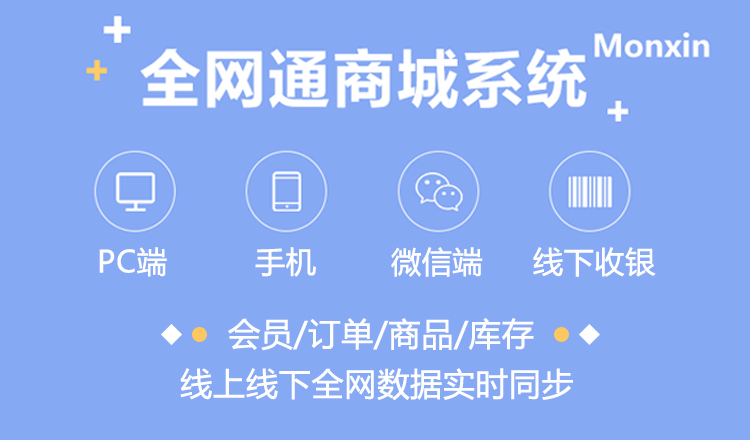 全网通商城系统 Monxin
PC端 手机 微信端 线下收银
会员/订单/商品/库存
线上线下全网数据实时同步